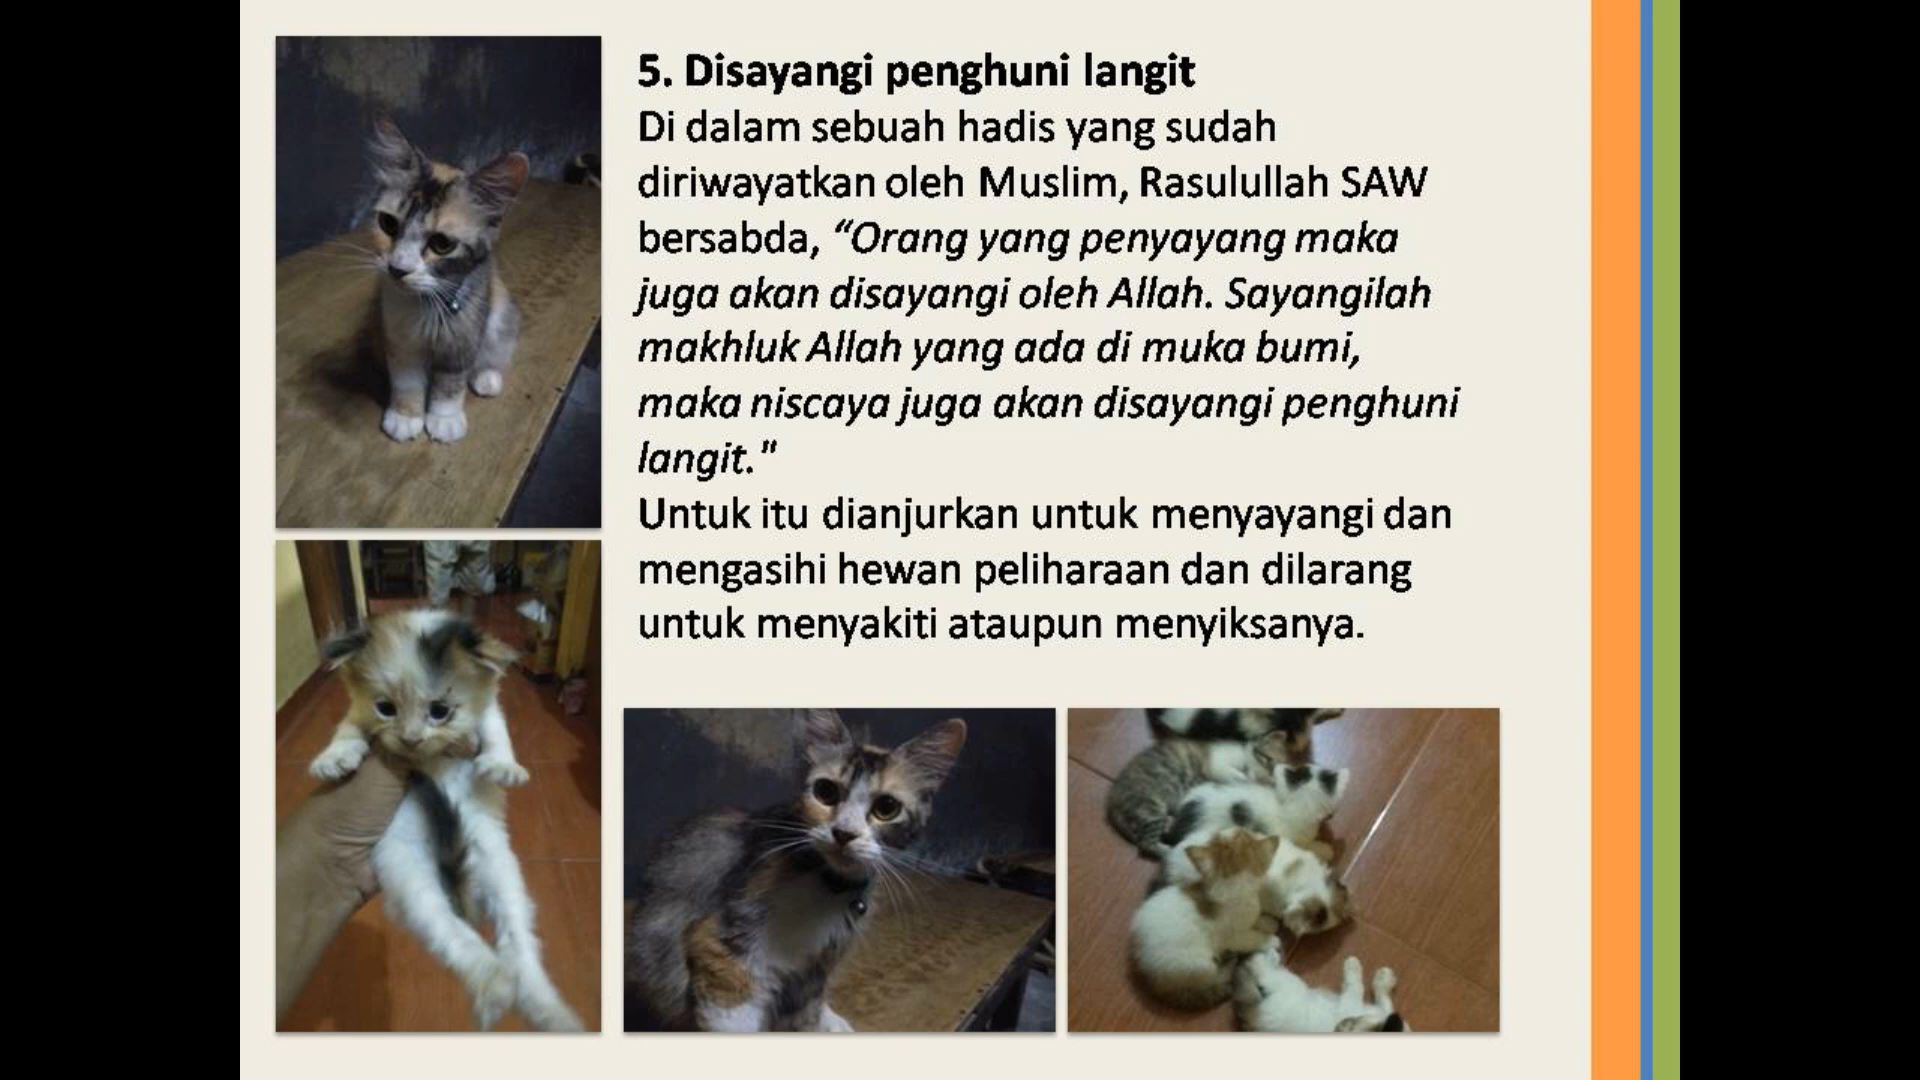 5. Disayangi penghuni langit
Di dalam sebuah hadis yang sudah
diriwayatkan oleh Muslim, Rasulullah SAW
bersabda, “Orang yang penyayang maka
juga akan disayangi oleh Allah. Sayangilah
makhluk Allah yang ada di muka bumi,
maka niscaya juga akan disayangi penghuni
langit."
Untuk itu dianjurkan untuk menyayangi dan
mengasihi hewan peliharaan dan dilarang
untuk menyakiti ataupun menyiksanya.